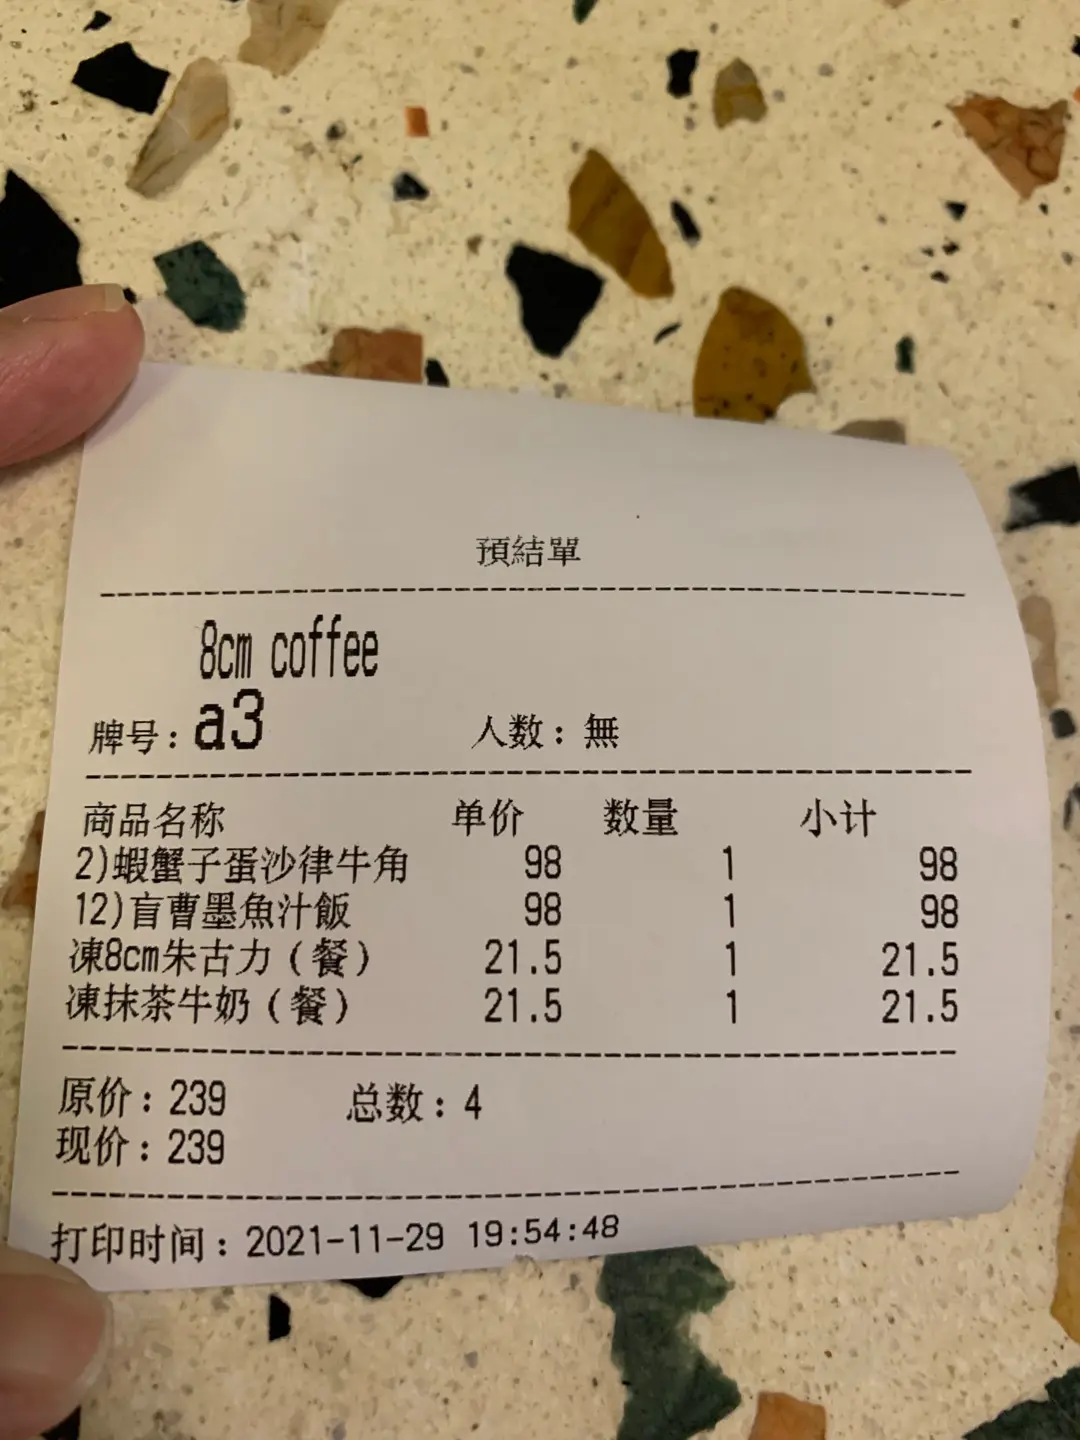 預結單
8cm coffee
牌号：a3 人数：無
商品名称 单价 数量 小计
2)蝦蟹子蛋沙律牛角 98 1 98
12)盲曹墨魚汁飯 98 1 98
凍8cm朱古力（餐） 21.5 1 21.5
凍抹茶牛奶（餐） 21.5 1 21.5
原价：239 总数：4
现价：239
打印时间：2021-11-29 19:54:48